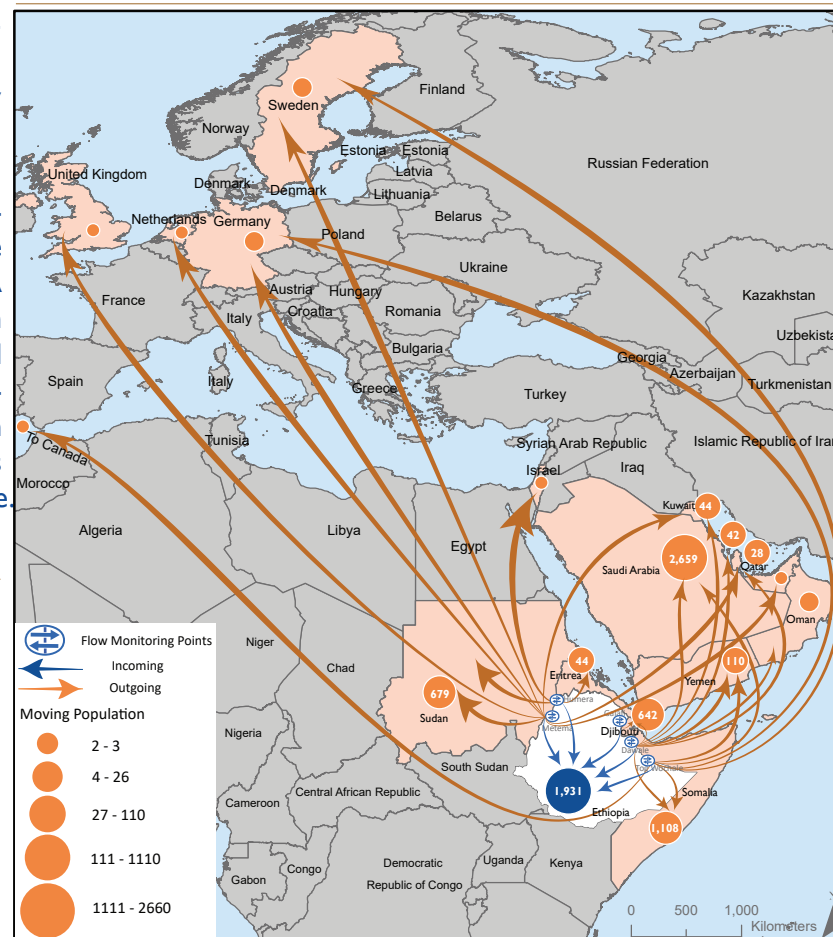 Finland
Sweden
Norway
Estonia
Estonia
Russian Federation
Latvia
United Kingdom
Denmark
Denmark
Lithuania
Netherlands
Germany
Belarus
Poland
Ukraine
Austria
Hungary
Kazakhstan
France
Croatia
Romania
Italy
Uzbekista
Bulgaria
Georgia
Azerbaijan
Spain
Italy
Greece
Turkmenistan
Turkey
To Canada
Tunisia
Syrian Arab Republic
Islamic Republic of Iran
Israel
Iraq
Morocco
e.
Kuwait
44
Algeria
Libya
Egypt
42
28
2,659
Qatar
Saudi Arabia
Oman
Niger
Chad
44
Eritrea
110
Yemen
679
Sudan
Humera
Metema
642
Djibouti
Dawale
Nigeria
South Sudan
Somalia
1,931
Central African Republic
Cameroon
Ethiopia
1,108
Democratic
Republic of Congo
Uganda
Kenya
Congo
Gabon
Flow Monitoring Points
Incoming
Outgoing
Moving Population
2 - 3
4 - 26
27 - 110
111 - 1110
1111 - 2660
0 500 1,000
Kilometers